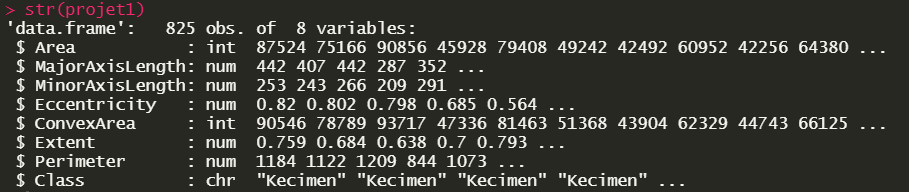 > str(projet1)
'data.frame':   825 obs. of  8 variables:
 $ Area           : int  87524 75166 90856 45928 79408 49242 42492 60952 42256 64380 ...
 $ MajorAxisLength: num  442 407 442 287 352 ...
 $ MinorAxisLength: num  253 243 266 209 291 ...
 $ Eccentricity   : num  0.82 0.802 0.798 0.685 0.564 ...
 $ ConvexArea     : int  90546 78789 93717 47336 81463 51368 43904 62329 44743 66125 ...
 $ Extent         : num  0.759 0.684 0.638 0.7 0.793 ...
 $ Perimeter      : num  1184 1122 1209 844 1073 ...
 $ Class          : chr  "Kecimen" "Kecimen" "Kecimen" "Kecimen" ...